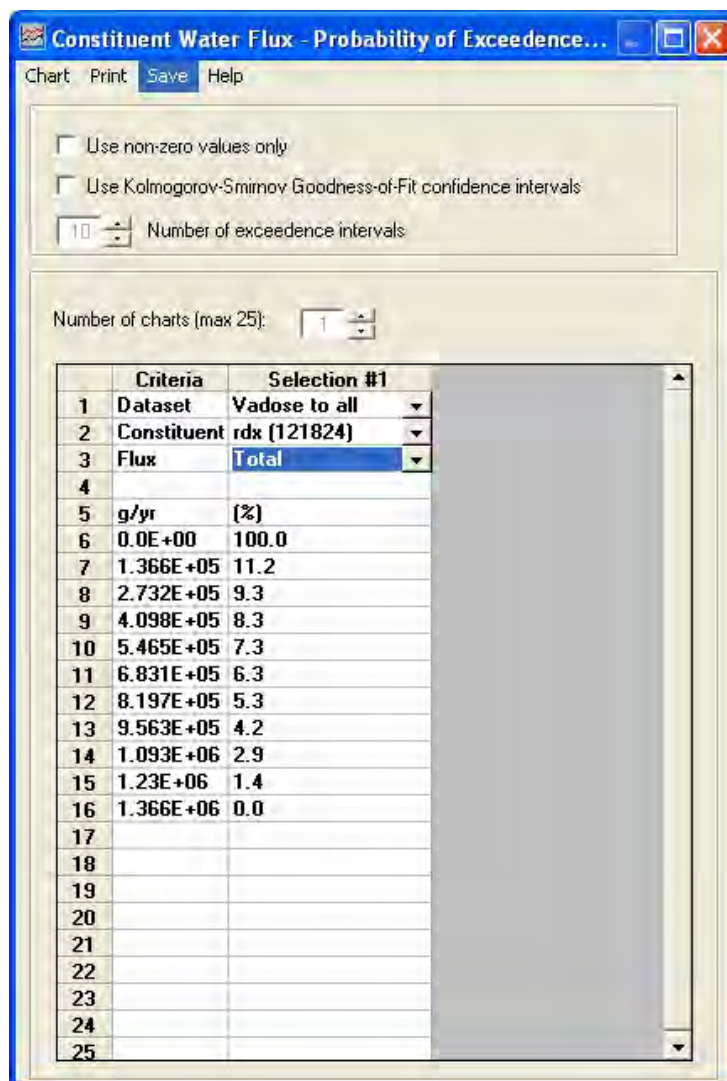 Constituent Water Flux - Probability of Exceedence...
Chart Print Save Help
Use non-zero values only
Use Kolmogorov-Smirnov Goodness-of-Fit confidence intervals
10 Number of exceedence intervals
Number of charts (max 25): 1
Criteria Selection #1
1 Dataset Vadose to all
2 Constituent rdx (121824)
3 Flux Total
4
5 g/yr (%)
6 0.0E+00 100.0
7 1.366E+05 11.2
8 2.732E+05 9.3
9 4.098E+05 8.3
10 5.465E+05 7.3
11 6.831E+05 6.3
12 8.197E+05 5.3
13 9.563E+05 4.2
14 1.093E+06 2.9
15 1.23E+06 1.4
16 1.366E+06 0.0
17
18
19
20
21
22
23
24
25